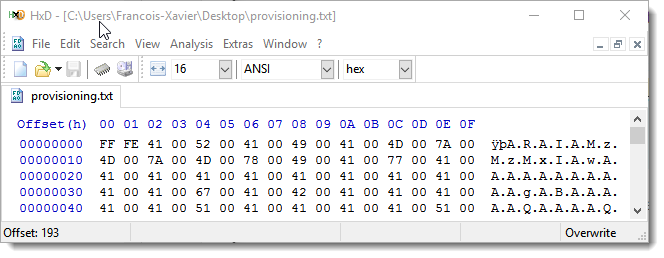 HxD - [C:\Users\Francois-Xavier\Desktop\provisioning.txt]
File Edit Search View Analysis Extras Window ?
16 ANSI hex
provisioning.txt
Offset(h) 00 01 02 03 04 05 06 07 08 09 0A 0B 0C 0D 0E 0F
00000000 FF FE 41 00 52 00 41 00 49 00 41 00 4D 00 7A 00 ÿþA.R.A.I.A.M.z.
00000010 4D 00 7A 00 4D 00 78 00 49 00 41 00 77 00 41 00 M.z.M.x.I.A.w.A.
00000020 41 00 41 00 41 00 41 00 41 00 41 00 41 00 41 00 A.A.A.A.A.A.A.A.
00000030 41 00 41 00 67 00 42 00 41 00 41 00 41 00 41 00 A.A.g.B.A.A.A.A.
00000040 41 00 41 00 51 00 41 00 41 00 41 00 41 00 51 00 A.A.Q.A.A.A.A.Q.
Offset: 193 Overwrite